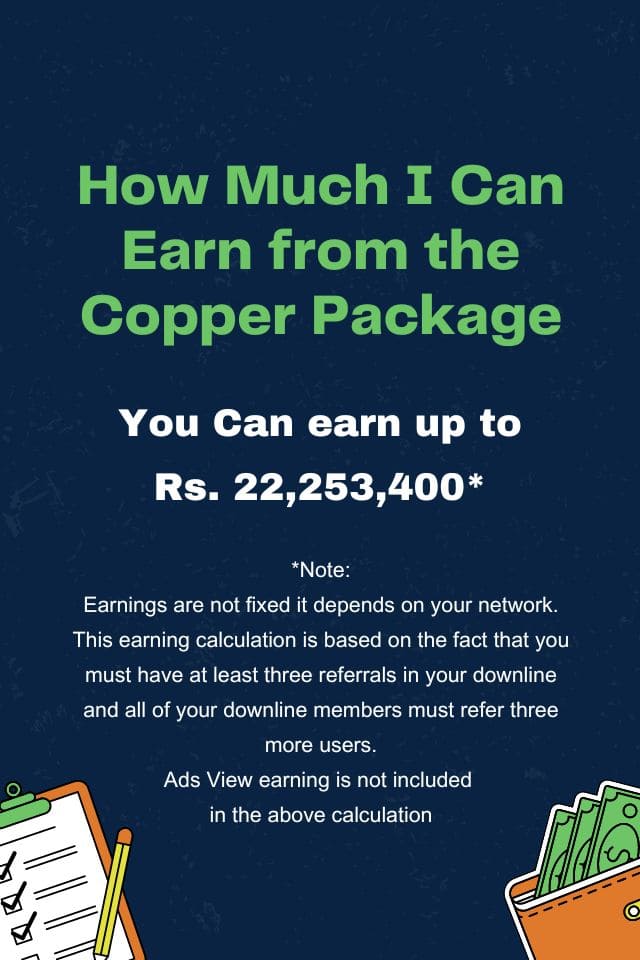 How Much I Can
Earn from the
Copper Package
You Can earn up to
Rs. 22,253,400*
*Note:
Earnings are not fixed it depends on your network.
This earning calculation is based on the fact that you
must have at least three referrals in your downline
and all of your downline members must refer three
more users.
Ads View earning is not included
in the above calculation